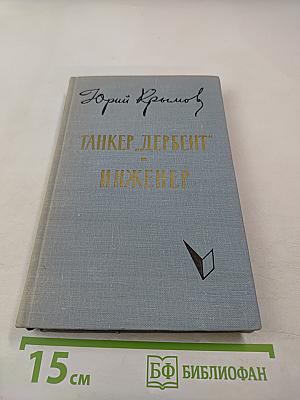 Юрий Крымов
ТАНКЕР „ДЕРБЕНТ"
ИНЖЕНЕР
15 см
БФ БИБЛИОФАН